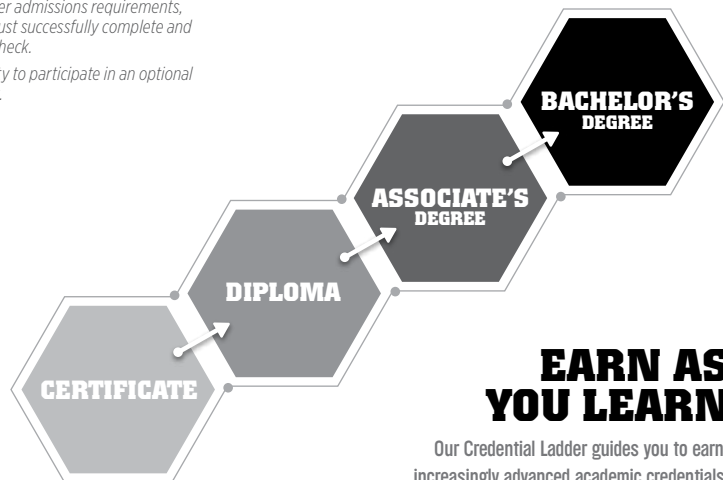 er admissions requirements,
ust successfully complete and
heck.
y to participate in an optional
BACHELOR'S
DEGREE
ASSOCIATE'S
DEGREE
DIPLOMA
CERTIFICATE
EARN AS
YOU LEARN
Our Credential Ladder guides you to earn
increasingly advanced academic credentials